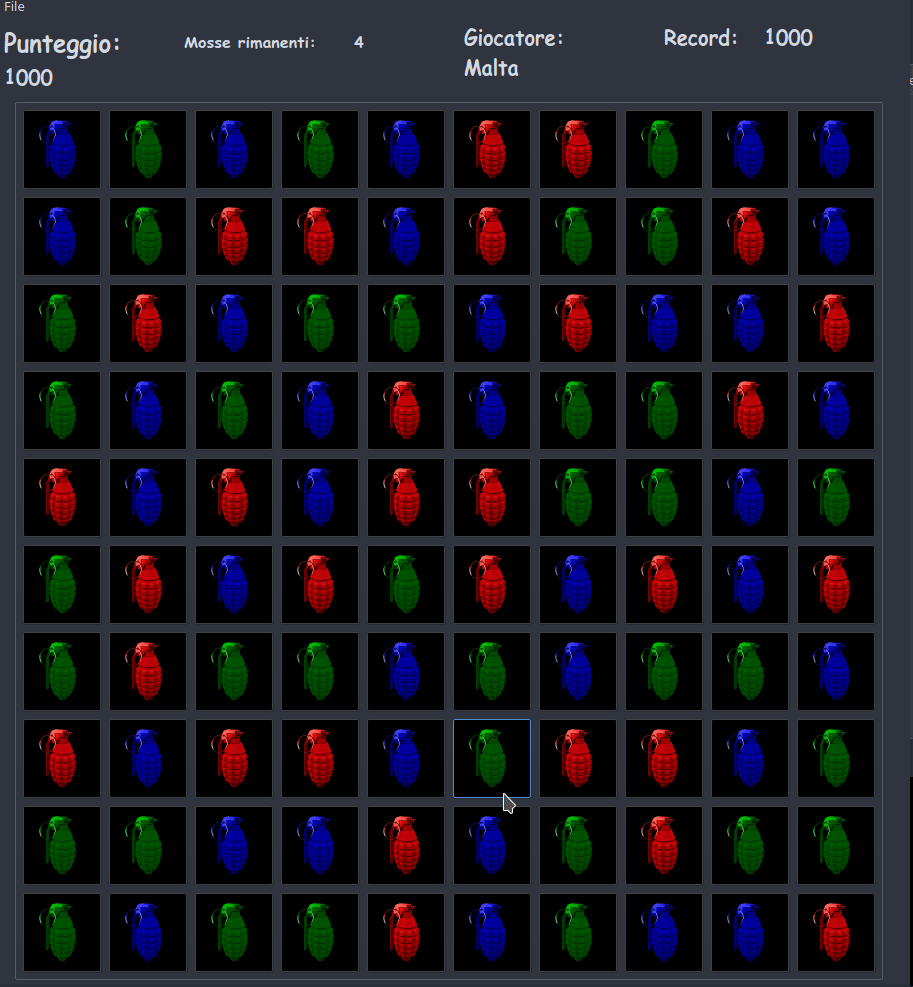 File
Punteggio:
1000
Mosse rimanenti: 4
Giocatore:
Malta
Record: 1000